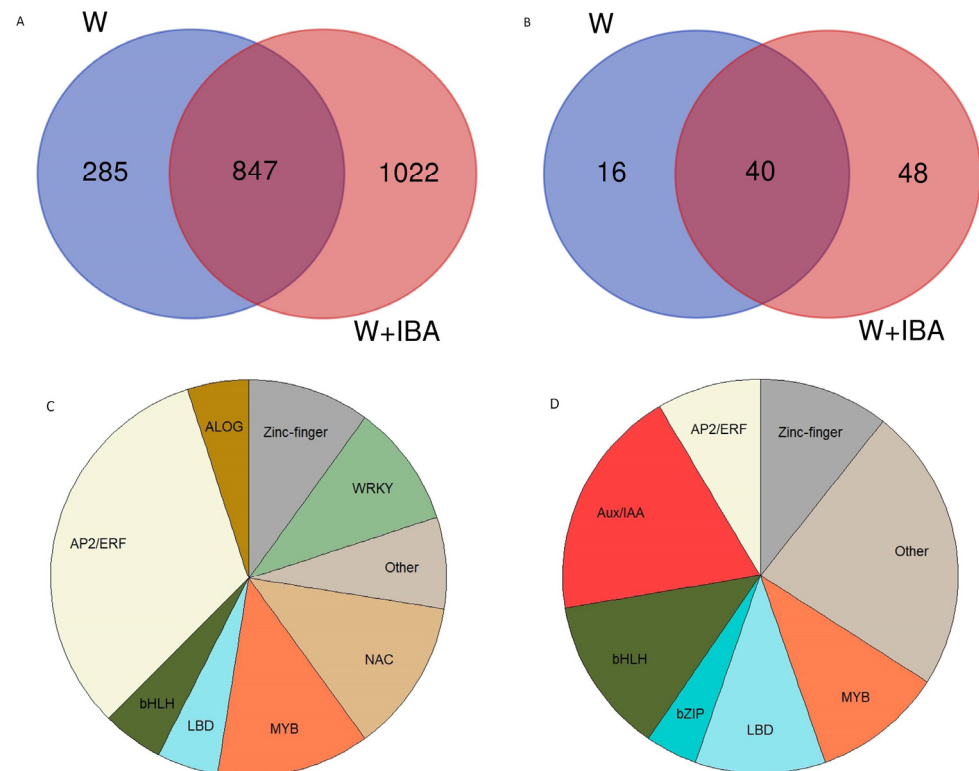 A
W
285
847
1022
W+IBA
B
W
16
40
48
W+IBA
C
ALOG
Zinc-finger
WRKY
Other
NAC
MYB
LBD
bHLH
AP2/ERF
D
AP2/ERF
Zinc-finger
Other
MYB
LBD
bZIP
bHLH
Aux/IAA